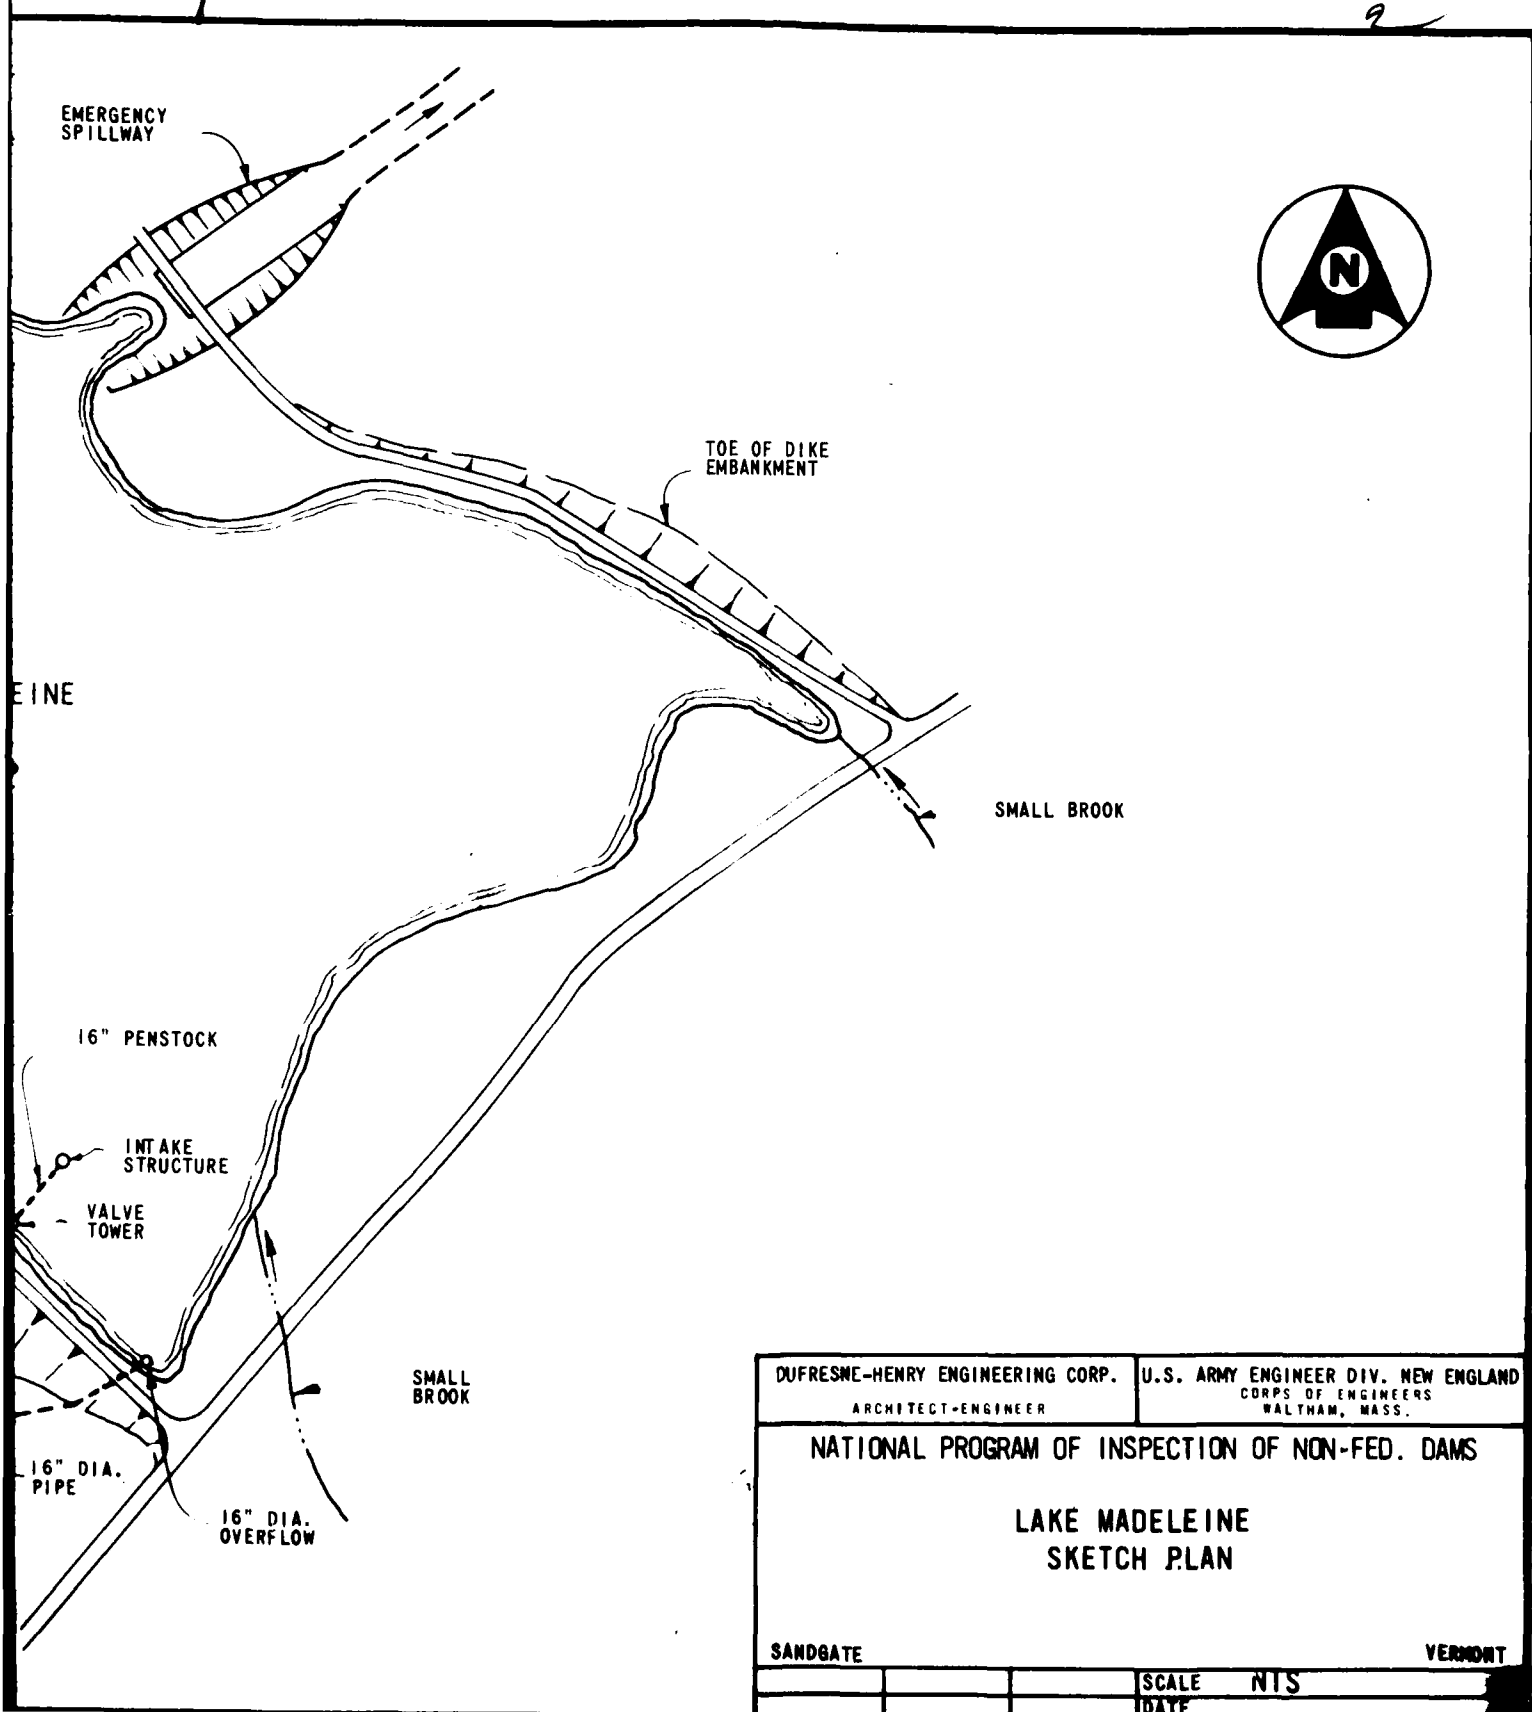 2
EMERGENCY
SPILLWAY
N
TOE OF DIKE
EMBANKMENT
EINE
SMALL BROOK
16" PENSTOCK
INTAKE
STRUCTURE
VALVE
TOWER
SMALL
BROOK
16" DIA.
PIPE
16" DIA.
OVERFLOW
DUFRESNE-HENRY ENGINEERING CORP.
ARCHITECT-ENGINEER
U.S. ARMY ENGINEER DIV. NEW ENGLAND
CORPS OF ENGINEERS
WALTHAM, MASS.
NATIONAL PROGRAM OF INSPECTION OF NON-FED. DAMS
LAKE MADELEINE
SKETCH PLAN
SANDGATE
VERMONT
SCALE NTS
DATE